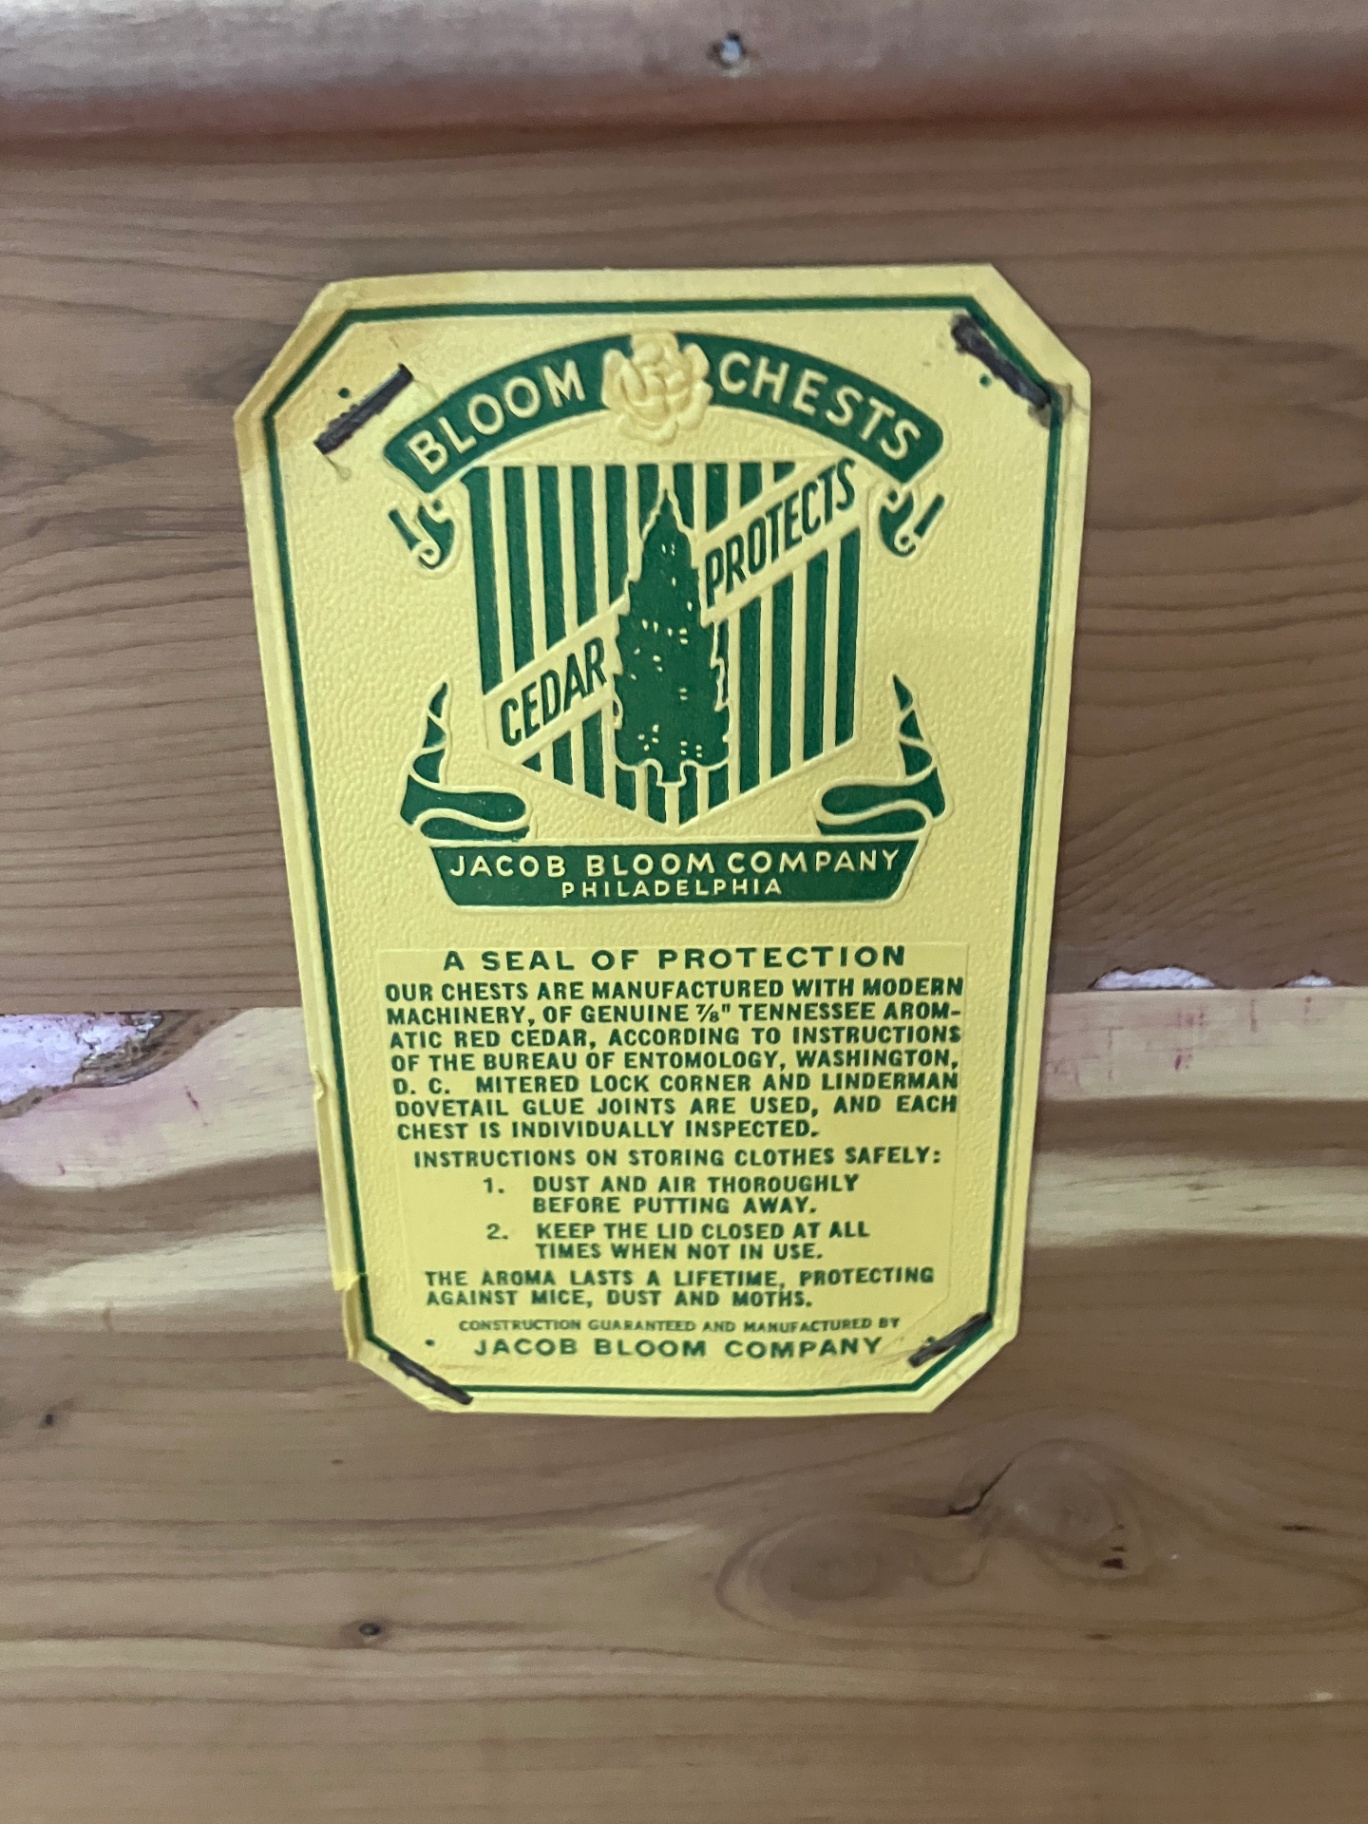 BLOOM CHESTS
CEDAR PROTECTS
JACOB BLOOM COMPANY
PHILADELPHIA
A SEAL OF PROTECTION
OUR CHESTS ARE MANUFACTURED WITH MODERN
MACHINERY, OF GENUINE ⅞" TENNESSEE AROM-
ATIC RED CEDAR, ACCORDING TO INSTRUCTIONS
OF THE BUREAU OF ENTOMOLOGY, WASHINGTON,
D. C. MITERED LOCK CORNER AND LINDERMAN
DOVETAIL GLUE JOINTS ARE USED, AND EACH
CHEST IS INDIVIDUALLY INSPECTED.
INSTRUCTIONS ON STORING CLOTHES SAFELY:
1. DUST AND AIR THOROUGHLY
BEFORE PUTTING AWAY.
2. KEEP THE LID CLOSED AT ALL
TIMES WHEN NOT IN USE.
THE AROMA LASTS A LIFETIME, PROTECTING
AGAINST MICE, DUST AND MOTHS.
CONSTRUCTION GUARANTEED AND MANUFACTURED BY
JACOB BLOOM COMPANY